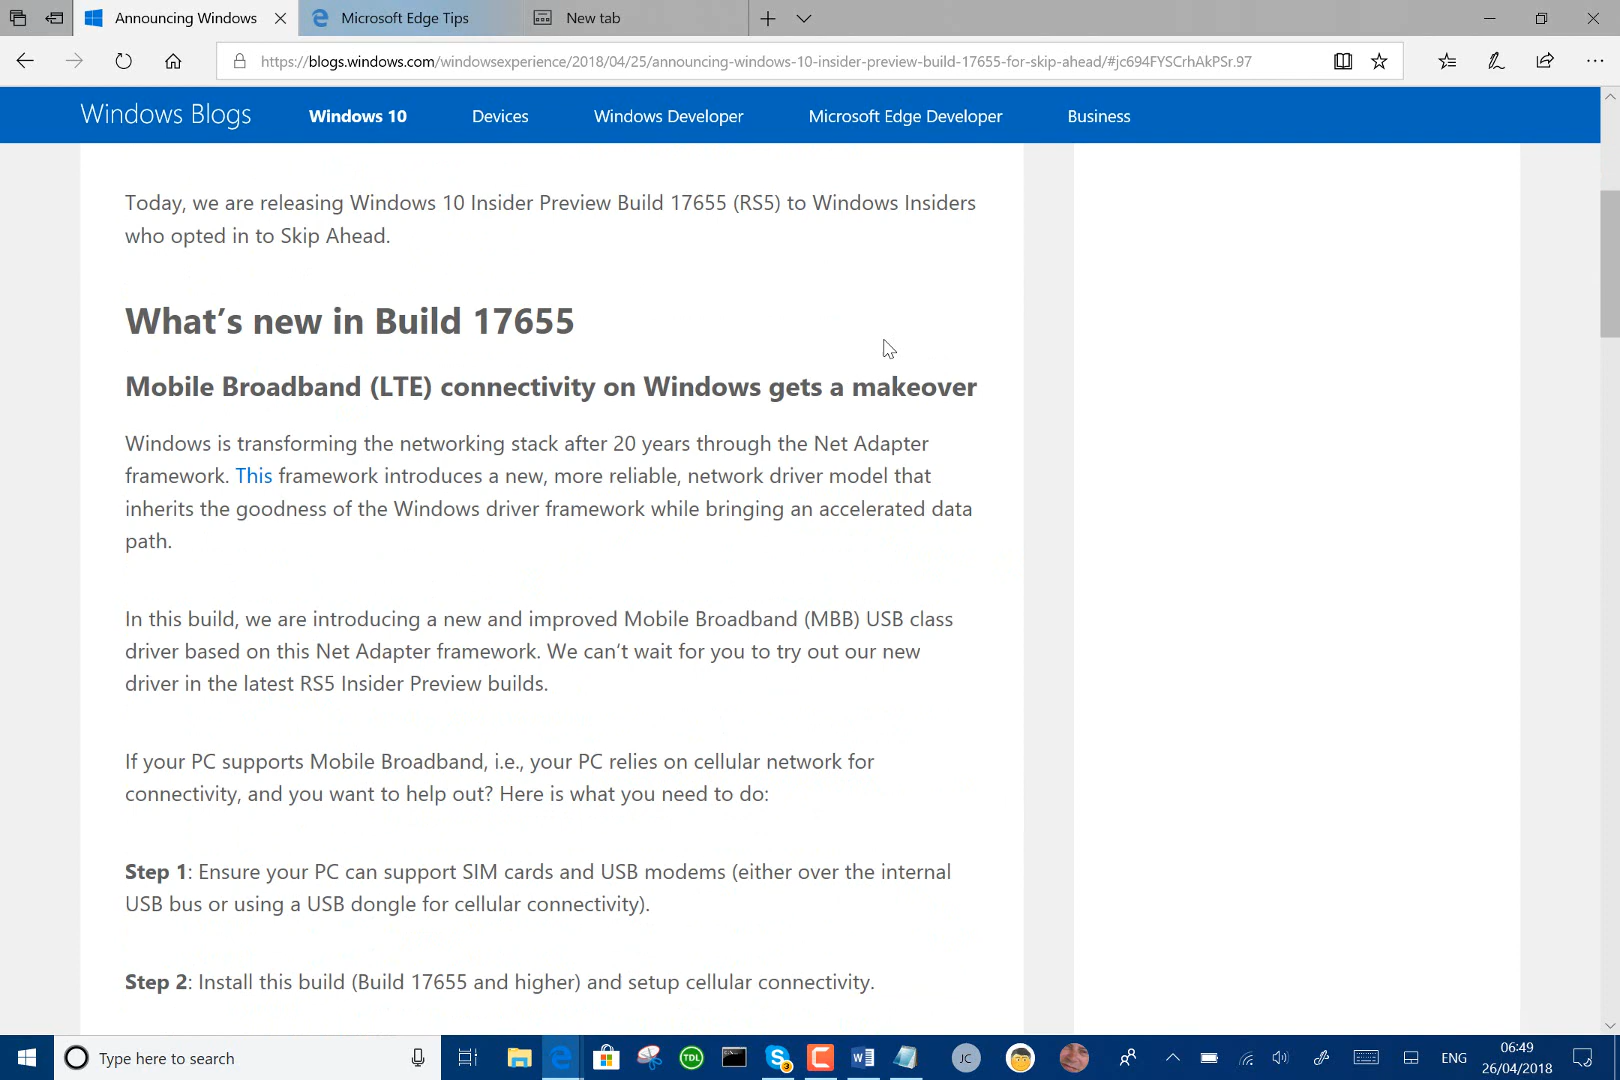 Announcing Windows
Microsoft Edge Tips
New tab
https://blogs.windows.com/windowsexperience/2018/04/25/announcing-windows-10-insider-preview-build-17655-for-skip-ahead/#jc694FYSCrhAkPSr.97
Windows Blogs
Windows 10
Devices
Windows Developer
Microsoft Edge Developer
Business
Today, we are releasing Windows 10 Insider Preview Build 17655 (RS5) to Windows Insiders
who opted in to Skip Ahead.
What’s new in Build 17655
Mobile Broadband (LTE) connectivity on Windows gets a makeover
Windows is transforming the networking stack after 20 years through the Net Adapter
framework. This framework introduces a new, more reliable, network driver model that
inherits the goodness of the Windows driver framework while bringing an accelerated data
path.
In this build, we are introducing a new and improved Mobile Broadband (MBB) USB class
driver based on this Net Adapter framework. We can’t wait for you to try out our new
driver in the latest RS5 Insider Preview builds.
If your PC supports Mobile Broadband, i.e., your PC relies on cellular network for
connectivity, and you want to help out? Here is what you need to do:
Step 1: Ensure your PC can support SIM cards and USB modems (either over the internal
USB bus or using a USB dongle for cellular connectivity).
Step 2: Install this build (Build 17655 and higher) and setup cellular connectivity.
Type here to search
TDL
3
JC
ENG
06:49
26/04/2018